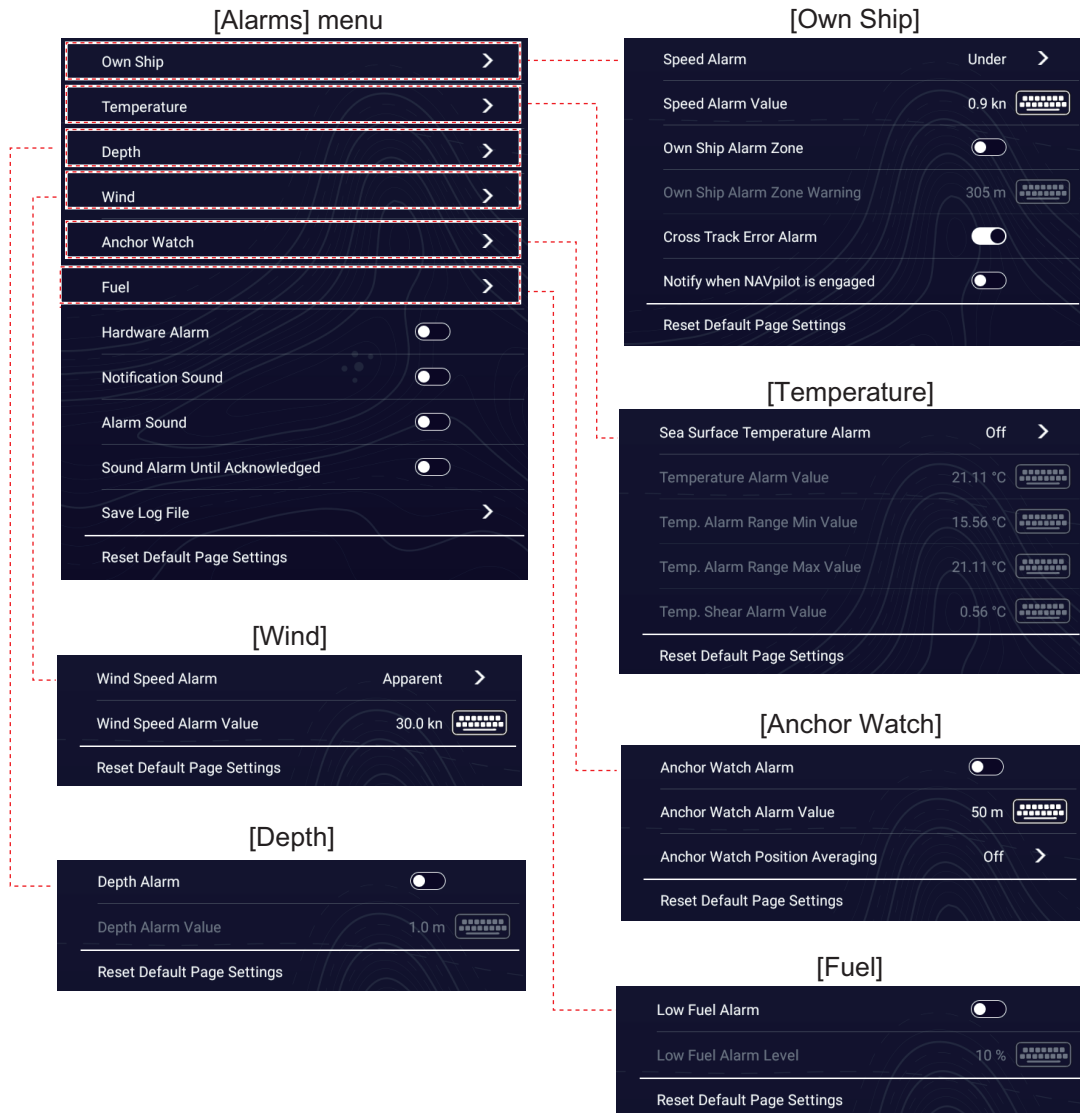 [Alarms] menu
Own Ship
Temperature
Depth
Wind
Anchor Watch
Fuel
Hardware Alarm
Notification Sound
Alarm Sound
Sound Alarm Until Acknowledged
Save Log File
Reset Default Page Settings
[Wind]
Wind Speed Alarm Apparent
Wind Speed Alarm Value 30.0 kn
Reset Default Page Settings
[Depth]
Depth Alarm
Depth Alarm Value 1.0 m
Reset Default Page Settings
[Own Ship]
Speed Alarm Under
Speed Alarm Value 0.9 kn
Own Ship Alarm Zone
Own Ship Alarm Zone Warning 305 m
Cross Track Error Alarm
Notify when NAVpilot is engaged
Reset Default Page Settings
[Temperature]
Sea Surface Temperature Alarm Off
Temperature Alarm Value 21.11 °C
Temp. Alarm Range Min Value 15.56 °C
Temp. Alarm Range Max Value 21.11 °C
Temp. Shear Alarm Value 0.56 °C
Reset Default Page Settings
[Anchor Watch]
Anchor Watch Alarm
Anchor Watch Alarm Value 50 m
Anchor Watch Position Averaging Off
Reset Default Page Settings
[Fuel]
Low Fuel Alarm
Low Fuel Alarm Level 10 %
Reset Default Page Settings